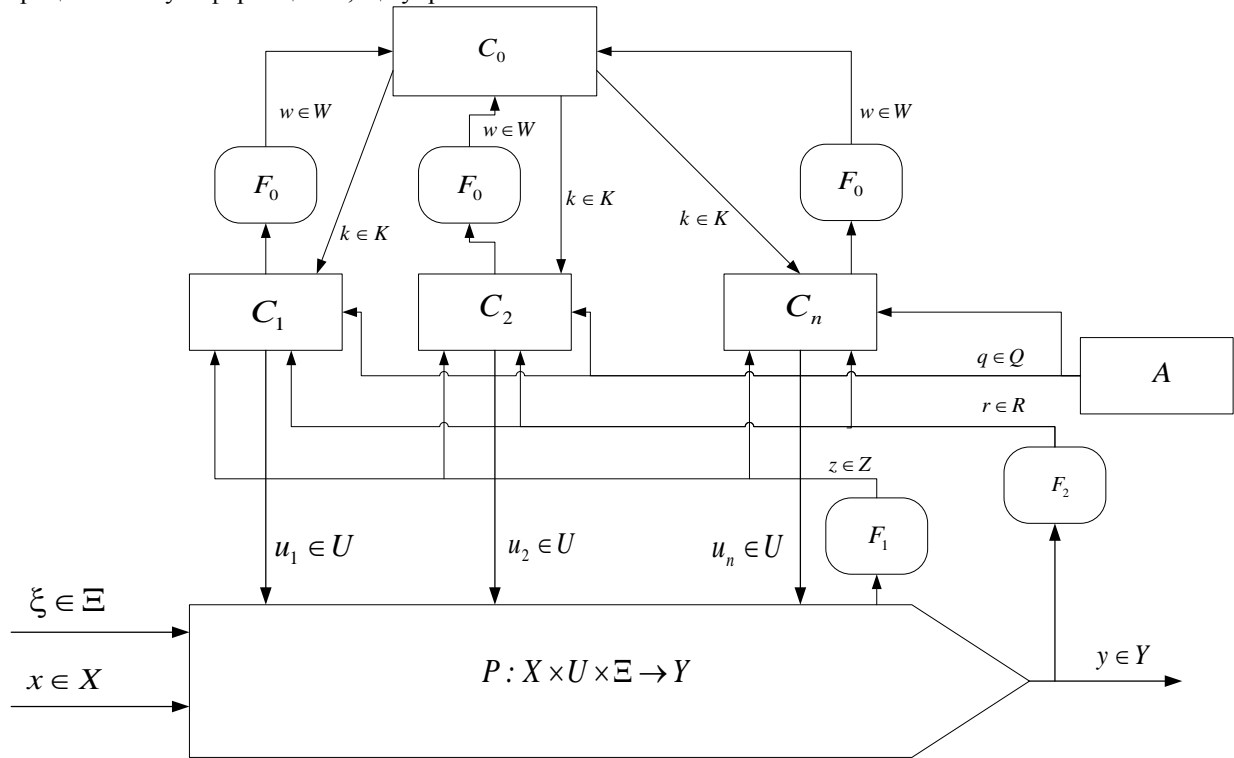 C₀
w ∈ W
w ∈ W
w ∈ W
F₀
F₀
F₀
k ∈ K
k ∈ K
k ∈ K
C₁
C₂
Cₙ
q ∈ Q
A
r ∈ R
z ∈ Z
F₂
F₁
u₁ ∈ U
u₂ ∈ U
uₙ ∈ U
ξ ∈ Ξ
x ∈ X
P : X × U × Ξ → Y
y ∈ Y